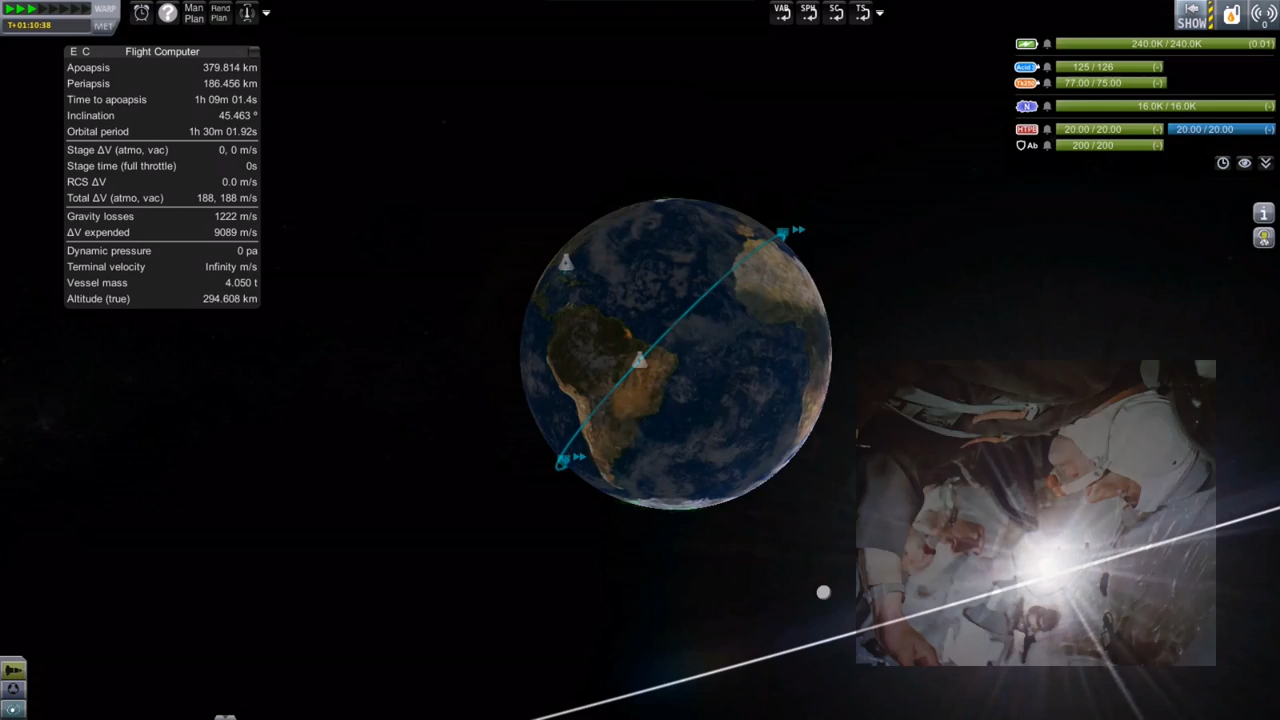 WARP
T+ 01:10:38
MET
Man
Plan
Rend
Plan
VAB
SPH
SC
TS
SHOW
0
E C Flight Computer
Apoapsis 379.814 km
Periapsis 186.456 km
Time to apoapsis 1h 09m 01.4s
Inclination 45.463 º
Orbital period 1h 30m 01.92s
Stage ΔV (atmo, vac) 0, 0 m/s
Stage time (full throttle) 0s
RCS ΔV 0.0 m/s
Total ΔV (atmo, vac) 188, 188 m/s
Gravity losses 1222 m/s
ΔV expended 9089 m/s
Dynamic pressure 0 pa
Terminal velocity Infinity m/s
Vessel mass 4.050 t
Altitude (true) 294.608 km
240.0K / 240.0K (0.01)
125 / 126 (-)
77.00 / 75.00 (-)
N 16.0K / 16.0K (-)
HTPB 20.00 / 20.00 (-) 20.00 / 20.00 (-)
Ab 200 / 200 (-)